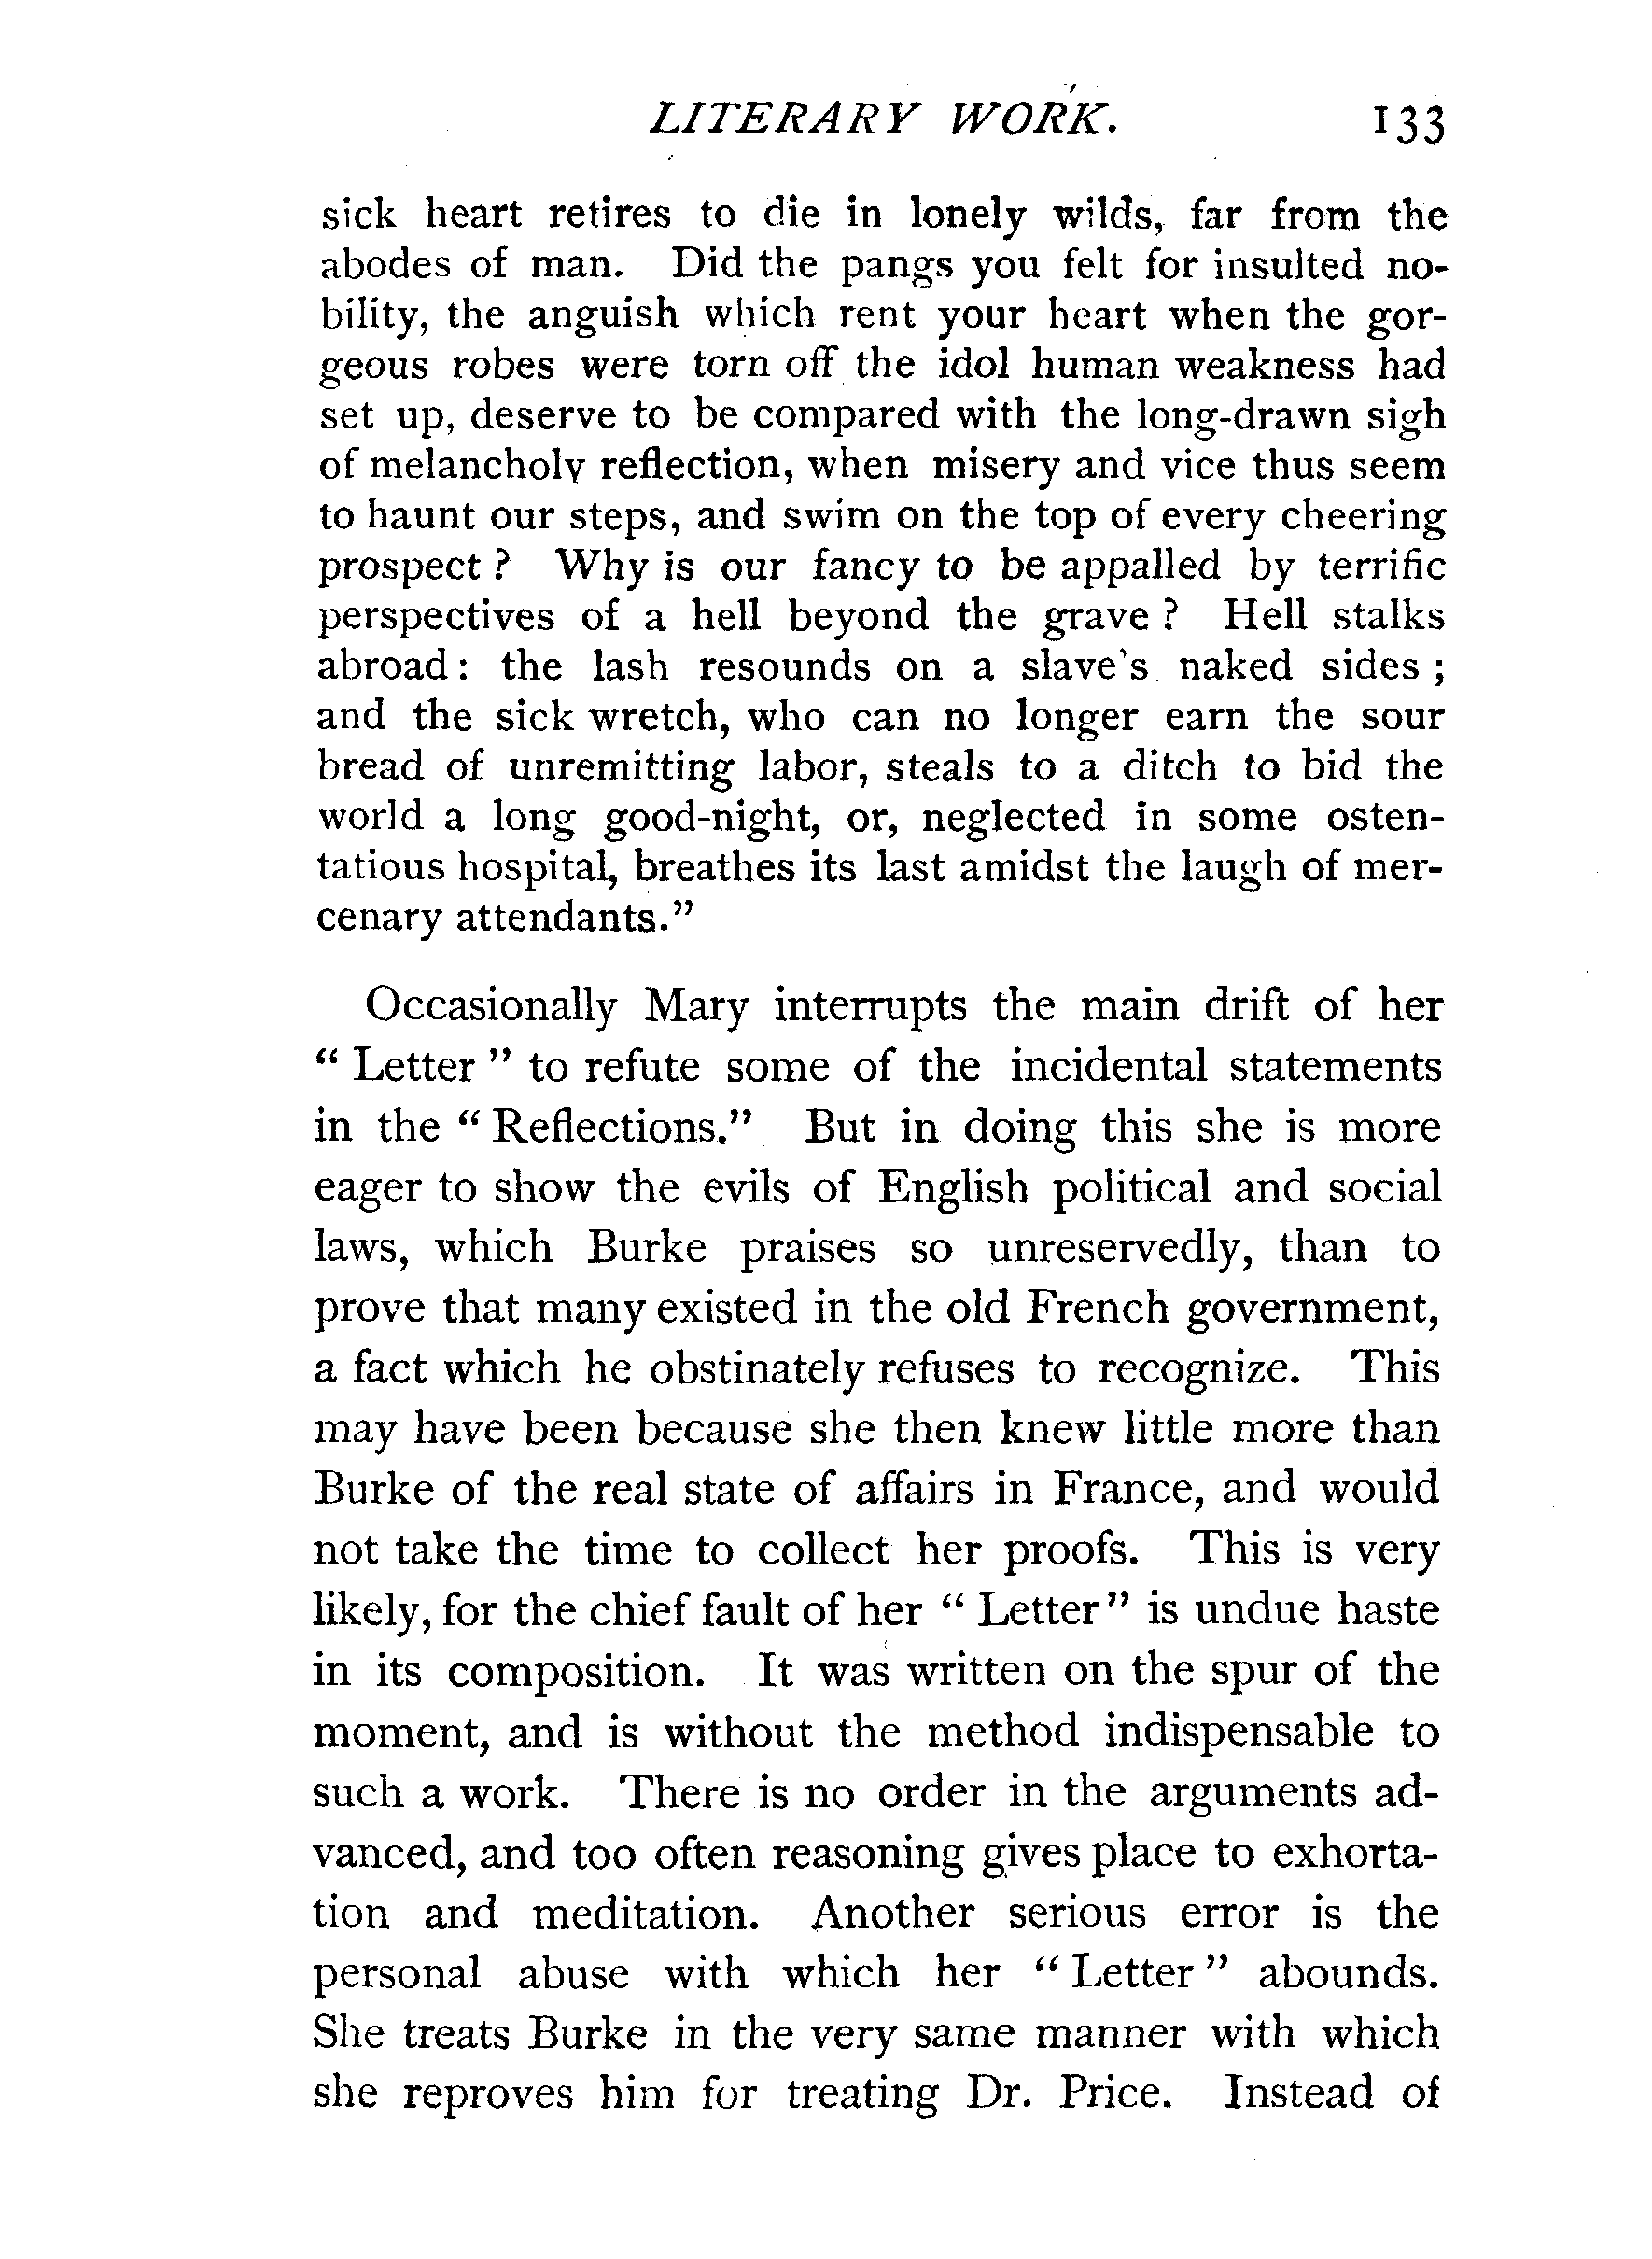 LITERARY WORK. 133
sick heart retires to die in lonely wilds, far from the
abodes of man. Did the pangs you felt for insulted no-
bility, the anguish which rent your heart when the gor-
geous robes were torn off the idol human weakness had
set up, deserve to be compared with the long-drawn sigh
of melancholy reflection, when misery and vice thus seem
to haunt our steps, and swim on the top of every cheering
prospect ? Why is our fancy to be appalled by terrific
perspectives of a hell beyond the grave ? Hell stalks
abroad : the lash resounds on a slave's naked sides ;
and the sick wretch, who can no longer earn the sour
bread of unremitting labor, steals to a ditch to bid the
world a long good-night, or, neglected in some osten-
tatious hospital, breathes its last amidst the laugh of mer-
cenary attendants."
Occasionally Mary interrupts the main drift of her
" Letter " to refute some of the incidental statements
in the " Reflections." But in doing this she is more
eager to show the evils of English political and social
laws, which Burke praises so unreservedly, than to
prove that many existed in the old French government,
a fact which he obstinately refuses to recognize. This
may have been because she then knew little more than
Burke of the real state of affairs in France, and would
not take the time to collect her proofs. This is very
likely, for the chief fault of her " Letter" is undue haste
in its composition. It was written on the spur of the
moment, and is without the method indispensable to
such a work. There is no order in the arguments ad-
vanced, and too often reasoning gives place to exhorta-
tion and meditation. Another serious error is the
personal abuse with which her " Letter " abounds.
She treats Burke in the very same manner with which
she reproves him for treating Dr. Price. Instead of